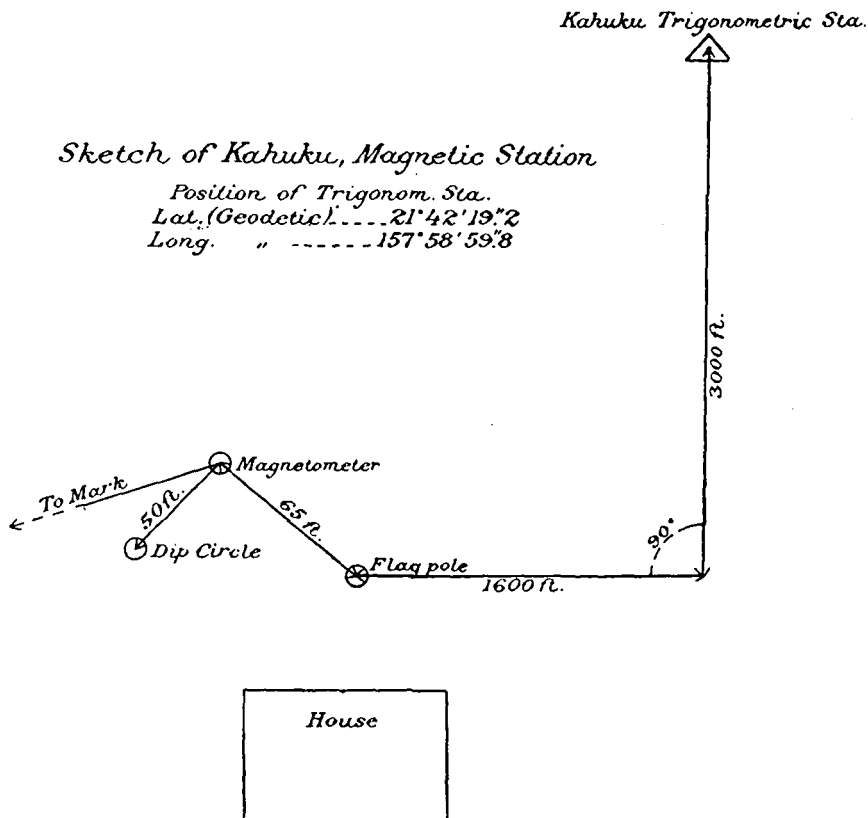 Kahuku Trigonometric Sta.
Sketch of Kahuku, Magnetic Station
Position of Trigonom. Sta.
Lat. (Geodetic) ..... 21° 42' 19."2
Long. „ ------ 157° 58' 59."8
3000 ft.
Magnetometer
To Mark
50 ft.
65 ft.
Dip Circle
90°
Flag pole
1600 ft.
House